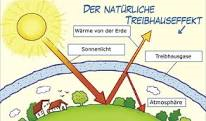 DER NATÜRLICHE
TREIBHAUSEFFEKT
Wärme von der Erde
Sonnenlicht
Treibhausgase
Atmosphäre